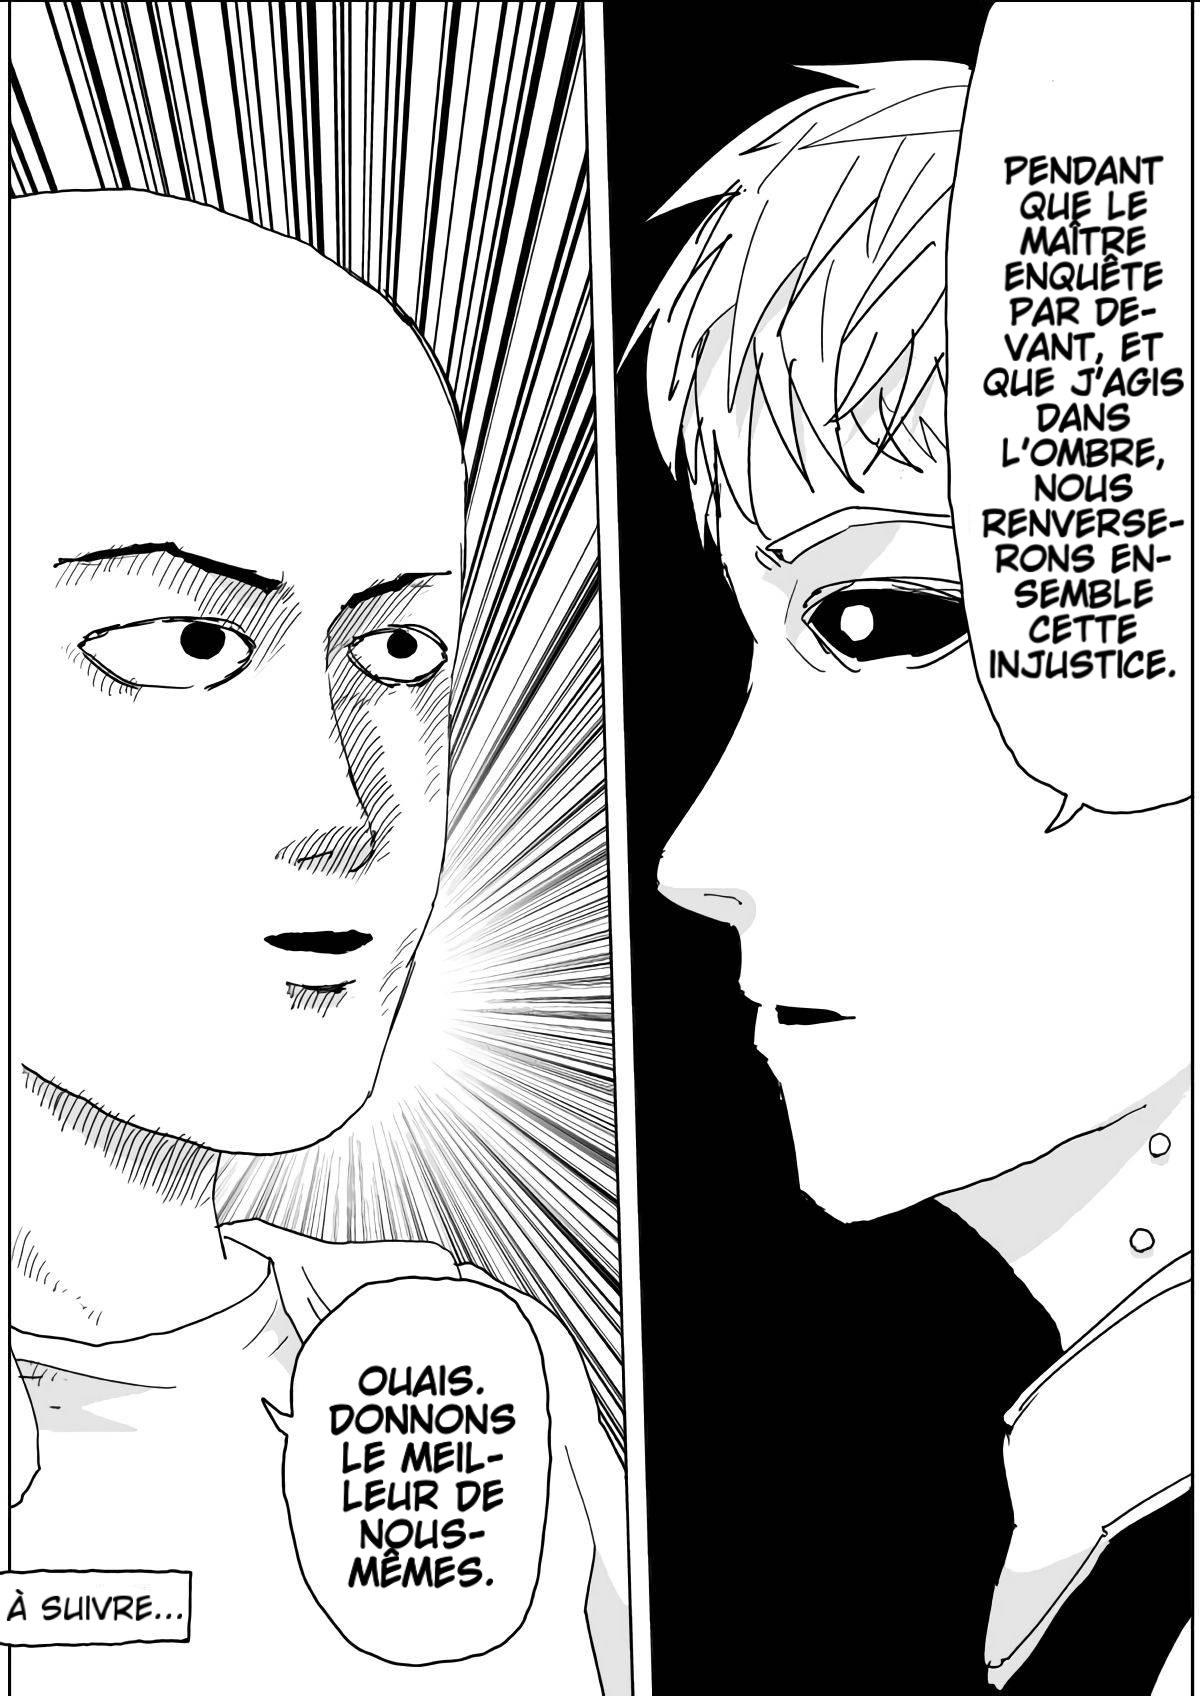 PENDANT
QUE LE
MAÎTRE
ENQUÊTE
PAR DE-
VANT, ET
QUE J'AGIS
DANS
L'OMBRE,
NOUS
RENVERSE-
RONS EN-
SEMBLE
CETTE
INJUSTICE.
OUAIS.
DONNONS
LE MEIL-
LEUR DE
NOUS-
MÊMES.
À SUIVRE...